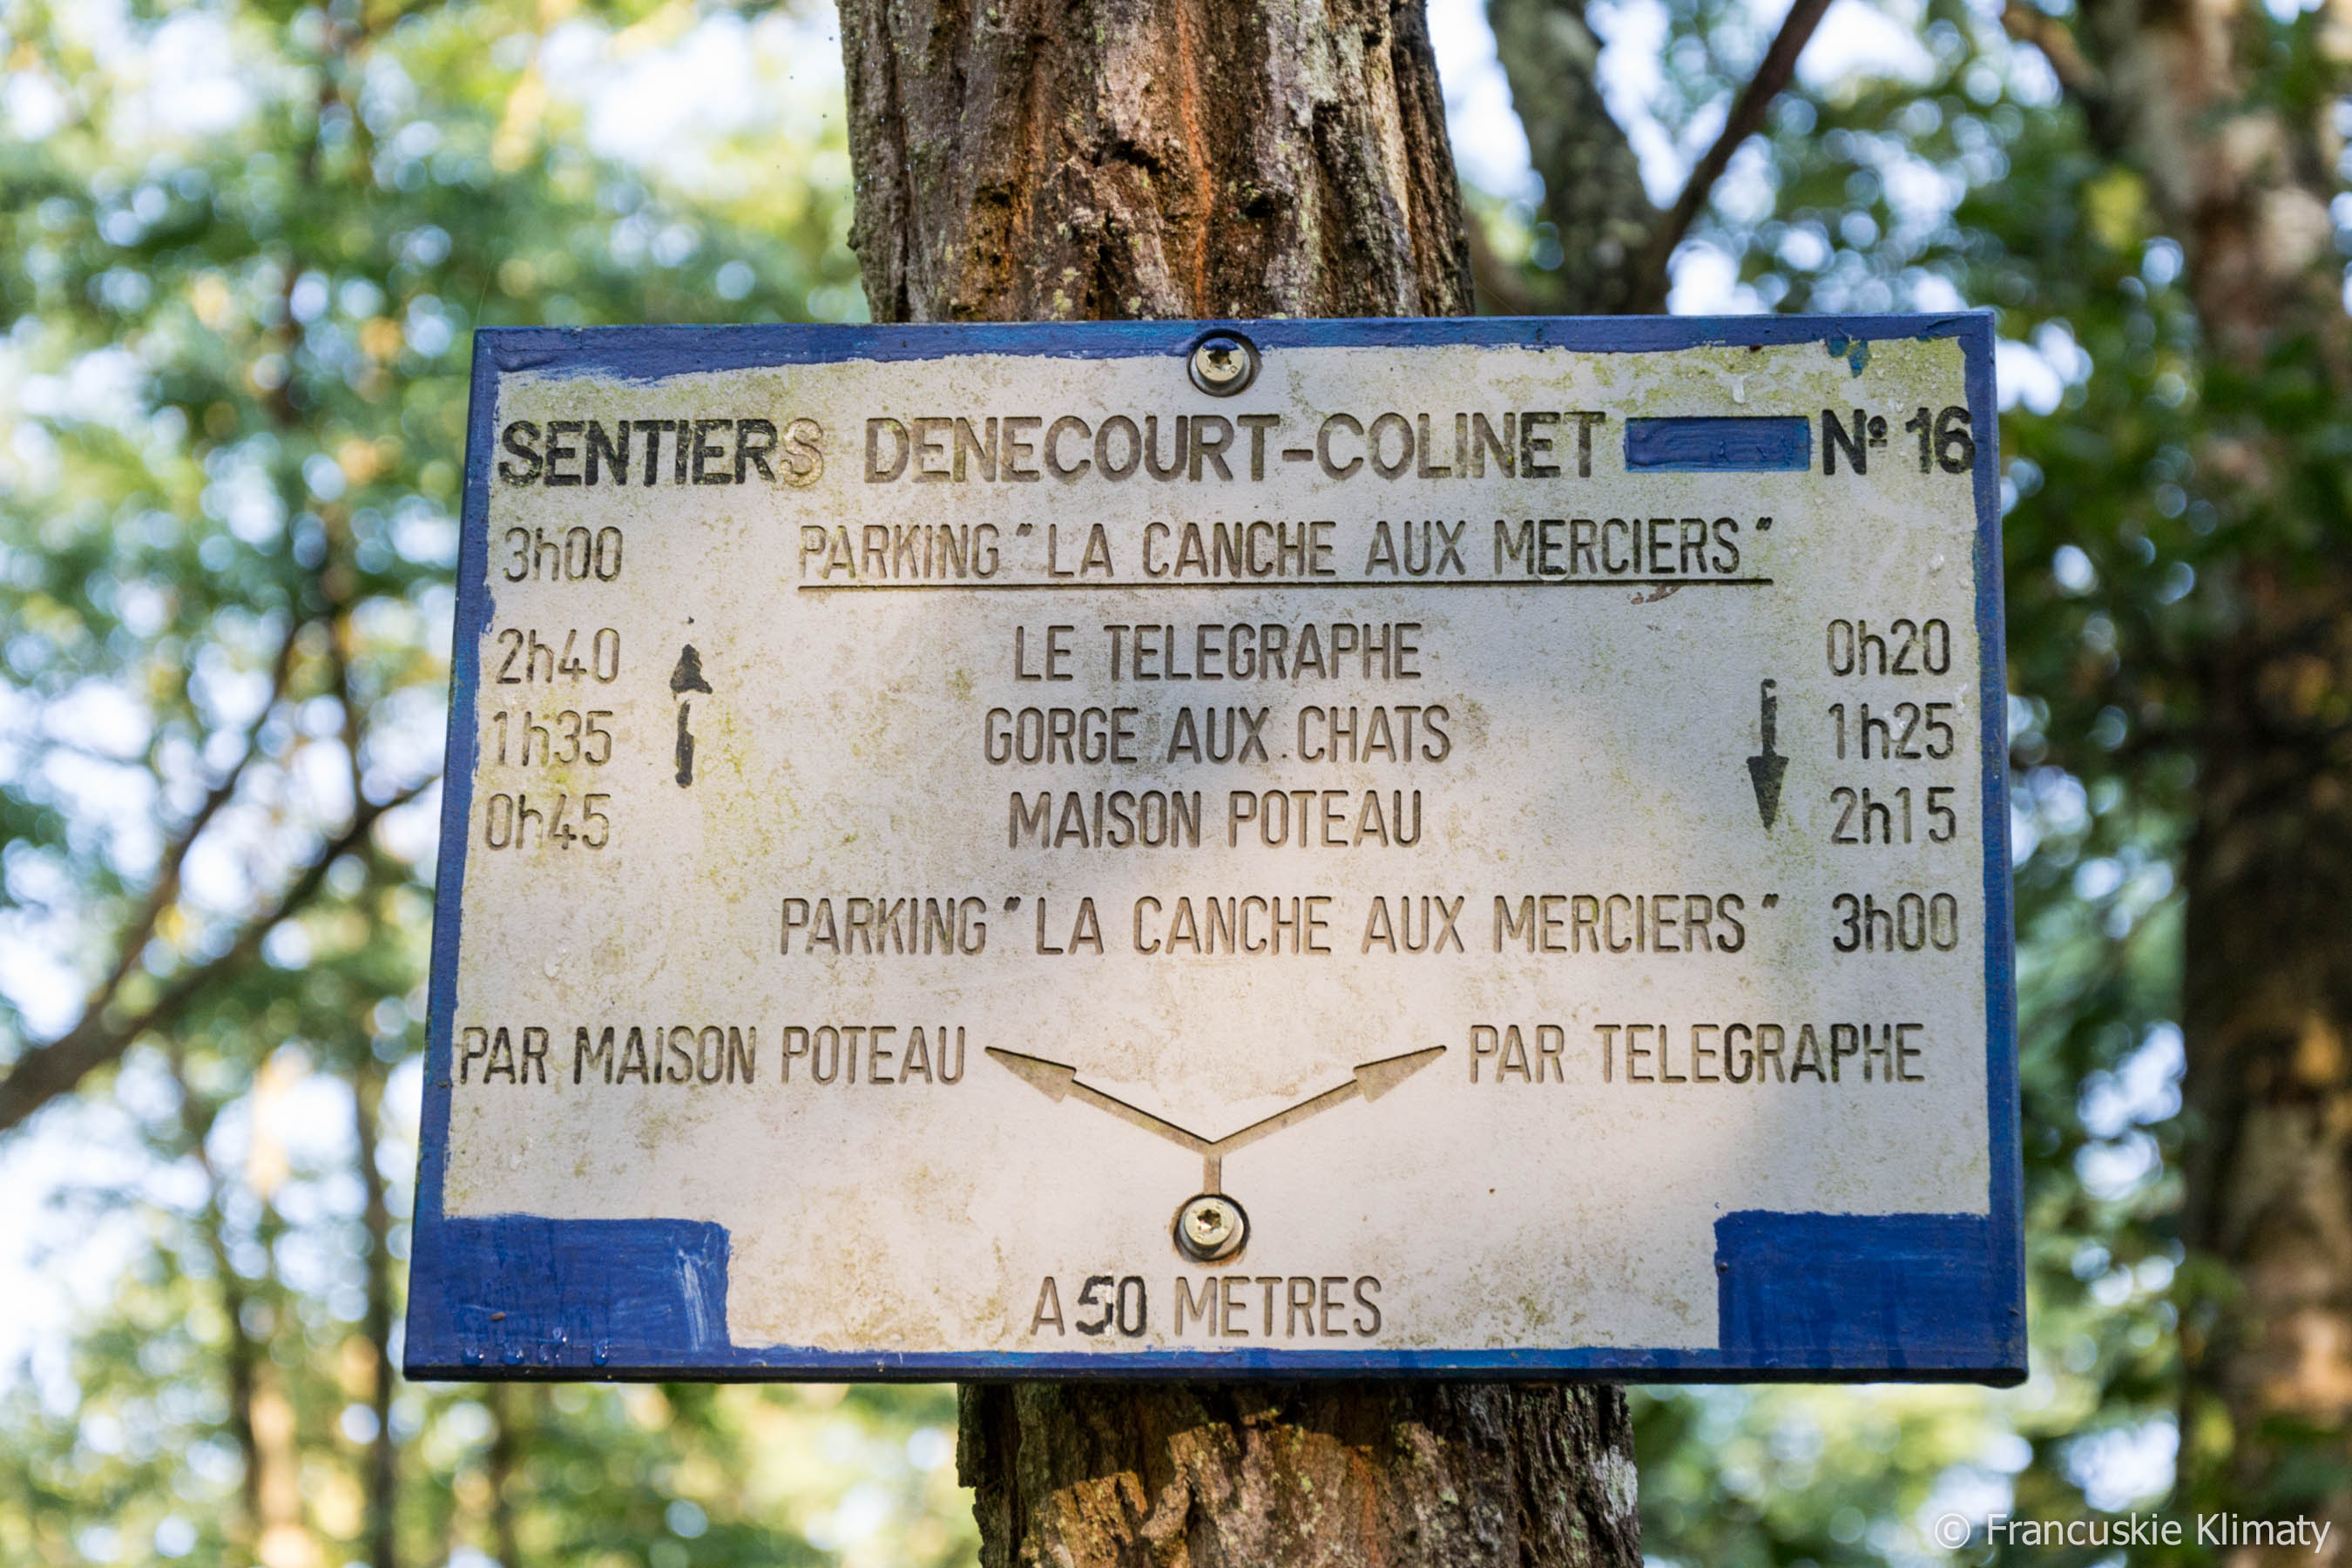 SENTIERS DENECOURT-COLINET Nº 16
3h00 PARKING "LA CANCHE AUX MERCIERS"
2h40 LE TELEGRAPHE 0h20
1h35 GORGE AUX CHATS 1h25
0h45 MAISON POTEAU 2h15
PARKING "LA CANCHE AUX MERCIERS" 3h00
PAR MAISON POTEAU PAR TELEGRAPHE
A 50 METRES
© Francuskie Klimaty